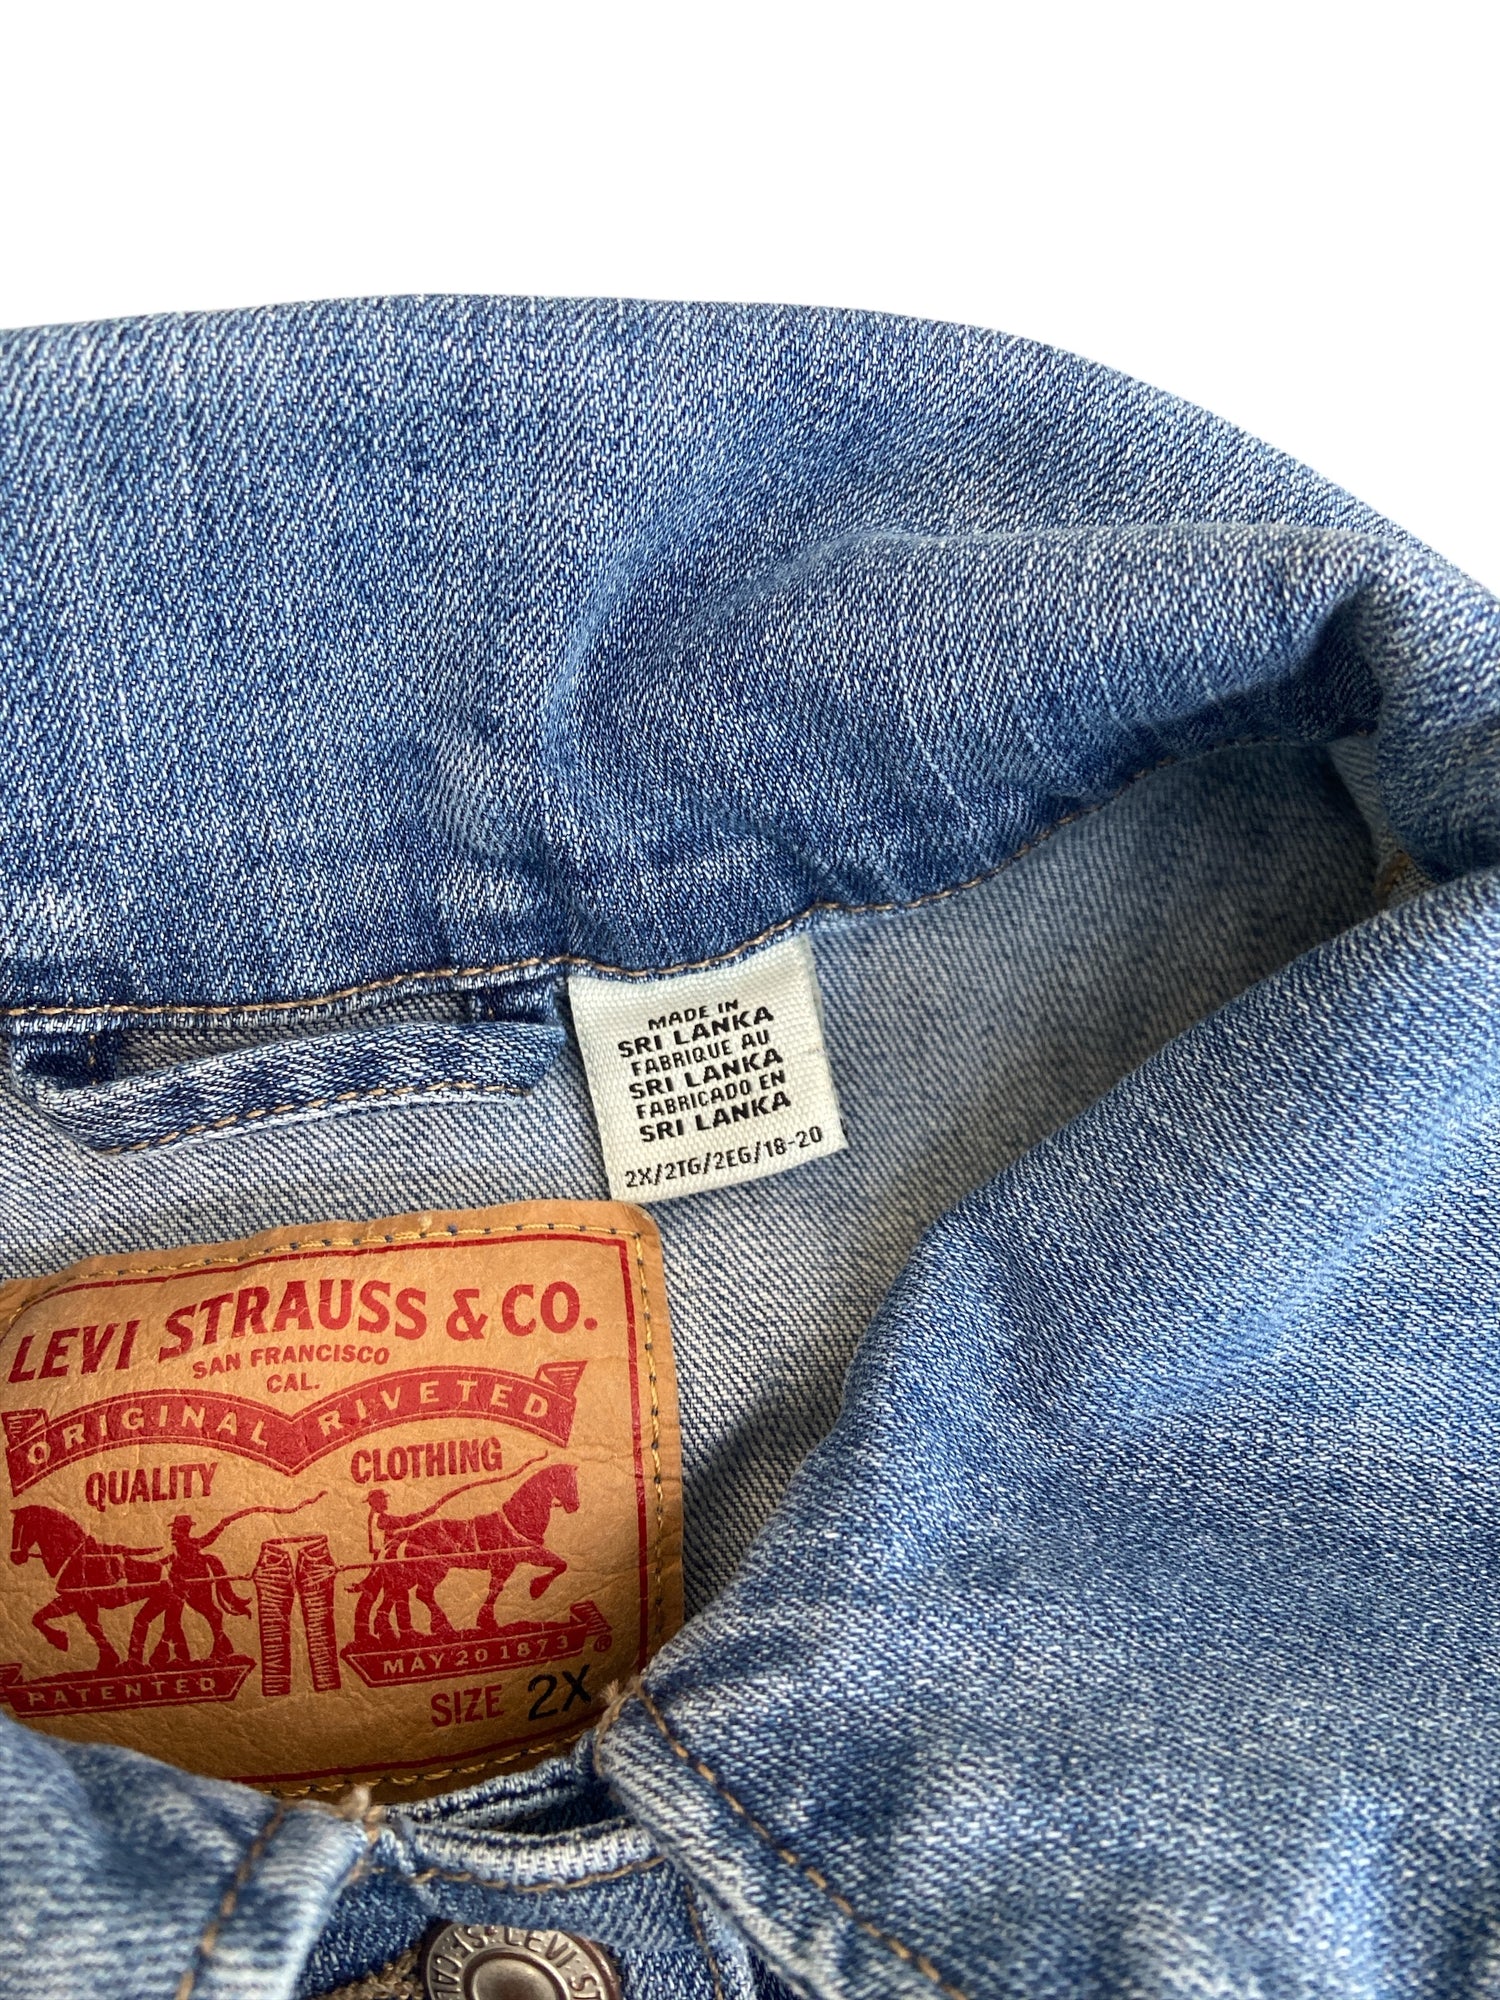 MADE IN
SRI LANKA
FABRIQUE AU
SRI LANKA
FABRICADO EN
SRI LANKA
2X/2TG/2EG/18-20
LEVI STRAUSS & CO.
SAN FRANCISCO
CAL.
ORIGINAL RIVETED
QUALITY CLOTHING
PATENTED
MAY 20 1873
®
SIZE 2X
LEVI